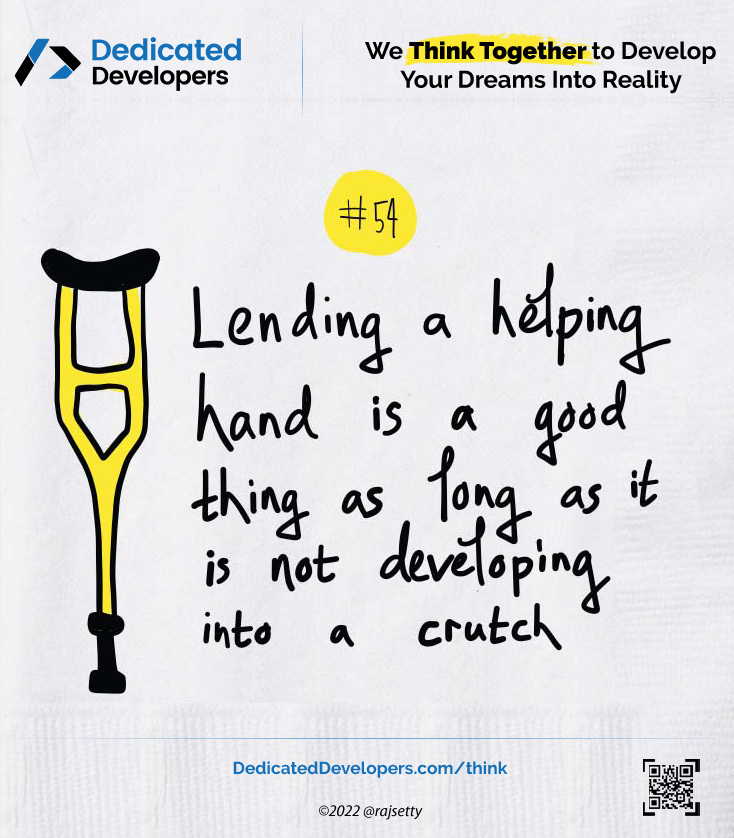 Dedicated
Developers
We Think Together to Develop
Your Dreams Into Reality
#54
Lending a helping
hand is a good
thing as long as it
is not developing
into a crutch
DedicatedDevelopers.com/think
©2022 @rajsetty